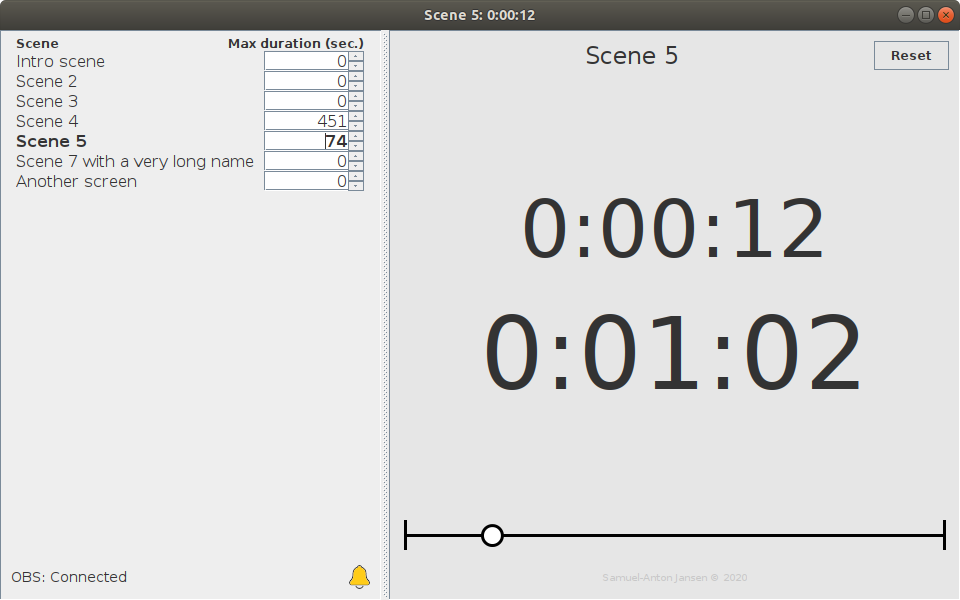 Scene 5: 0:00:12
Scene Max duration (sec.)
Intro scene 0
Scene 2 0
Scene 3 0
Scene 4 451
Scene 5 74
Scene 7 with a very long name 0
Another screen 0
OBS: Connected
Scene 5
Reset
0:00:12
0:01:02
Samuel-Anton Jansen © 2020